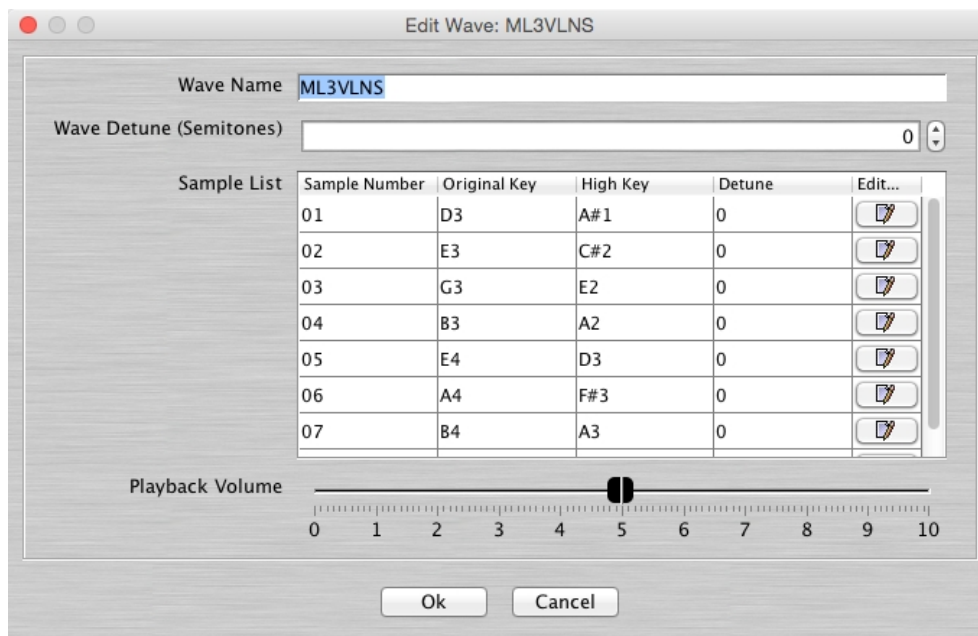 Edit Wave: ML3VLNS
Wave Name ML3VLNS
Wave Detune (Semitones) 0
Sample List Sample Number Original Key High Key Detune Edit...
01 D3 A#1 0
02 E3 C#2 0
03 G3 E2 0
04 B3 A2 0
05 E4 D3 0
06 A4 F#3 0
07 B4 A3 0
Playback Volume
0 1 2 3 4 5 6 7 8 9 10
Ok Cancel